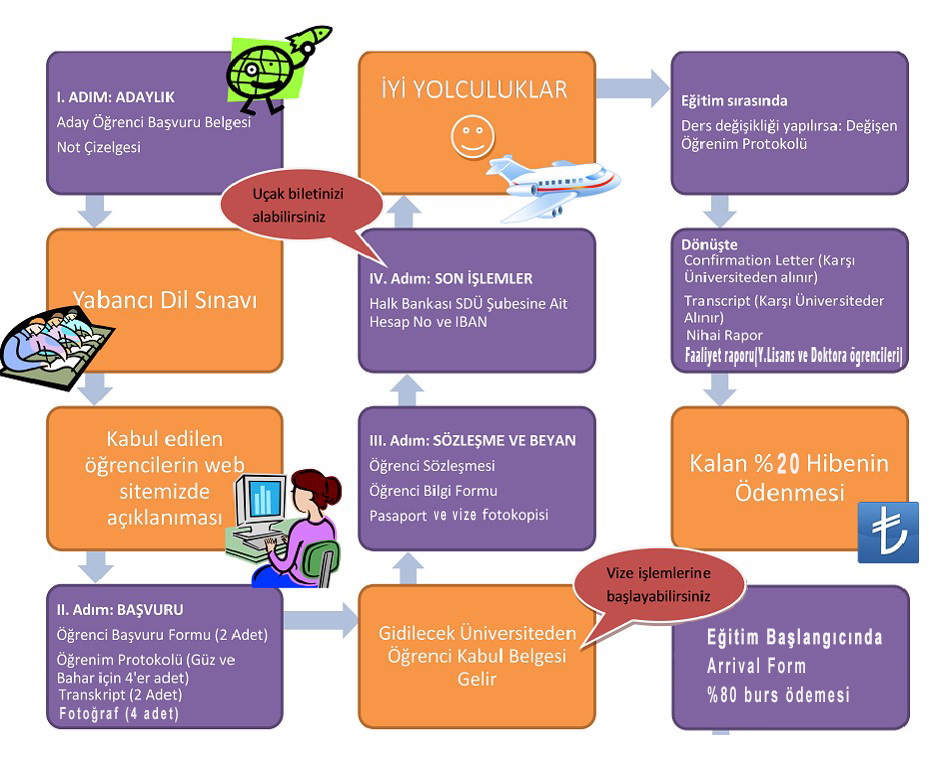 I. ADIM: ADAYLIK
Aday Öğrenci Başvuru Belgesi
Not Çizelgesi
Yabancı Dil Sınavı
Kabul edilen
öğrencilerin web
sitemizde
açıklanıması
II. Adım: BAŞVURU
Öğrenci Başvuru Formu (2 Adet)
Öğrenim Protokolü (Güz ve
Bahar için 4'er adet)
Transkript (2 Adet)
Fotoğraf (4 adet)
Gidilecek Üniversiteden
Öğrenci Kabul Belgesi
Gelir
Vize işlemlerine
başlayabilirsiniz
III. Adım: SÖZLEŞME VE BEYAN
Öğrenci Sözleşmesi
Öğrenci Bilgi Formu
Pasaport ve vize fotokopisi
IV. Adım: SON İŞLEMLER
Halk Bankası SDÜ Şubesine Ait
Hesap No ve IBAN
Uçak biletinizi
alabilirsiniz
İYİ YOLCULUKLAR
Eğitim sırasında
Ders değişikliği yapılırsa: Değişen
Öğrenim Protokolü
Dönüşte
Confirmation Letter (Karşı
Üniversiteden alınır)
Transcript (Karşı Üniversiteder
Alınır)
Nihai Rapor
Faaliyet raporu(Y.Lisans ve Doktora ögrencileri)
Kalan %20 Hibenin
Ödenmesi
Eğitim Başlangıcında
Arrival Form
%80 burs ödemesi